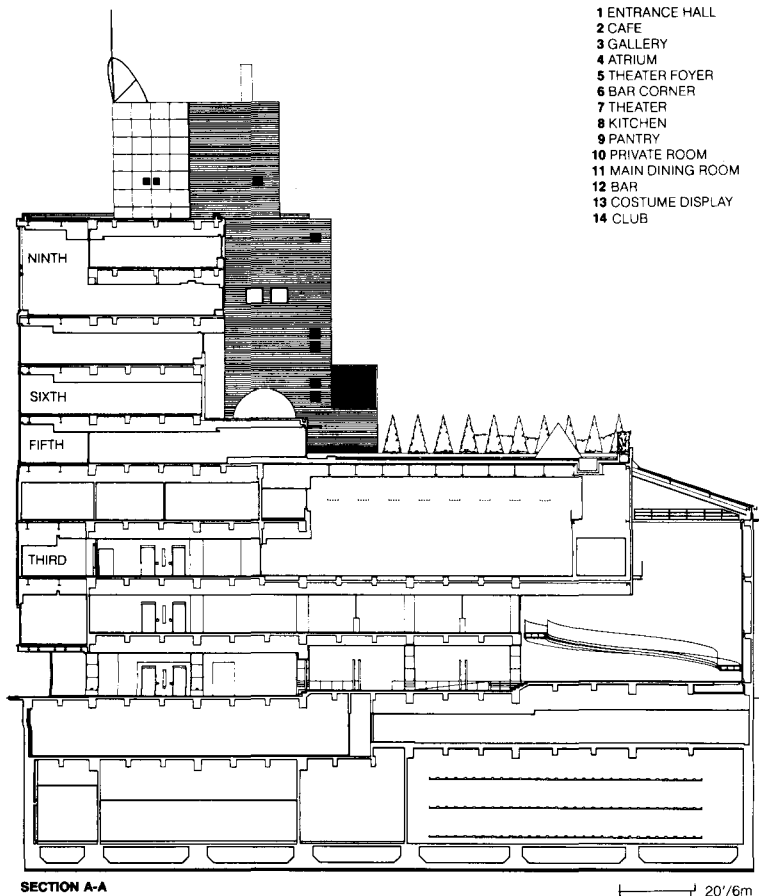 1 ENTRANCE HALL
2 CAFE
3 GALLERY
4 ATRIUM
5 THEATER FOYER
6 BAR CORNER
7 THEATER
8 KITCHEN
9 PANTRY
10 PRIVATE ROOM
11 MAIN DINING ROOM
12 BAR
13 COSTUME DISPLAY
14 CLUB
NINTH
SIXTH
FIFTH
THIRD
SECTION A-A
20'/6m